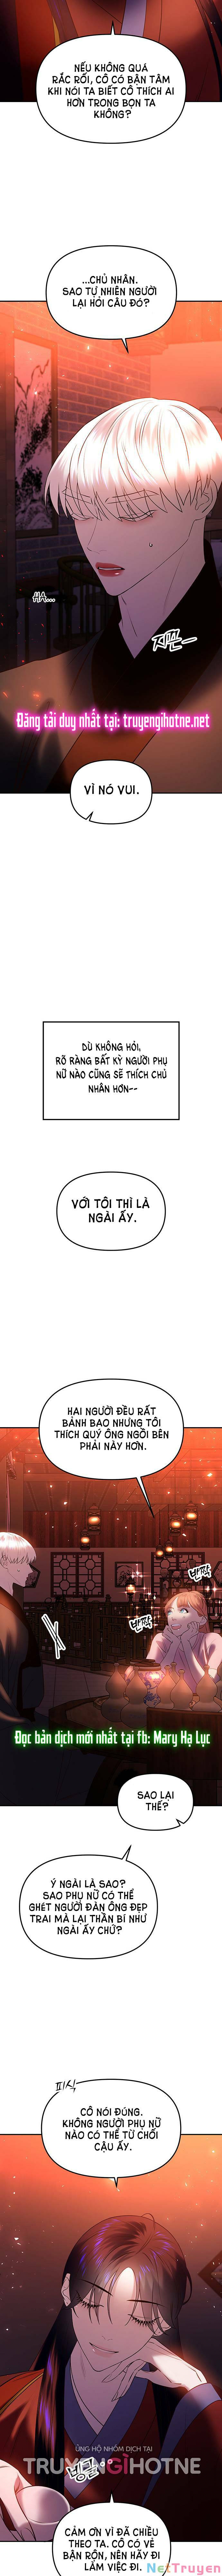 NẾU KHÔNG QUÁ
RẮC RỐI, CÔ CÓ BẬN TÂM
KHI NÓI TA BIẾT CÔ THÍCH AI
HƠN TRONG BỌN TA
KHÔNG?
...CHỦ NHÂN.
SAO TỰ NHIÊN NGƯỜI
LẠI HỎI CÂU ĐÓ?
HA...
Đăng tải duy nhất tại: truyengihotne.net
VÌ NÓ VUI.
DÙ KHÔNG HỎI,
RÕ RÀNG BẤT KỲ NGƯỜI PHỤ
NỮ NÀO CŨNG SẼ THÍCH CHỦ
NHÂN HƠN--
VỚI TÔI THÌ LÀ
NGÀI ẤY.
HAI NGƯỜI ĐỀU RẤT
BẢNH BAO NHƯNG TÔI
THÍCH QUÝ ÔNG NGỒI BÊN
PHẢI NÀY HƠN.
반짝
반짝
Đọc bản dịch mới nhất tại fb: Mary Hạ Lục
SAO LẠI
THẾ?
Ý NGÀI LÀ SAO?
SAO PHỤ NỮ CÓ THỂ
GHÉT NGƯỜI ĐÀN ÔNG ĐẸP
TRAI MÀ LẠI THẦN BÍ NHƯ
NGÀI ẤY CHỨ?
피식
CÔ NÓI ĐÚNG.
KHÔNG NGƯỜI PHỤ NỮ
NÀO CÓ THỂ TỪ CHỐI
CẬU ẤY.
ỦNG HỘ NHÓM DỊCH TẠI
TRUYENGIHOTNE
CẢM ƠN VÌ ĐÃ CHIỀU
THEO TA. CÔ CÓ VẺ
BẬN RỘN, NÊN HÃY ĐI
LÀM VIỆC ĐI.
NetTruyen